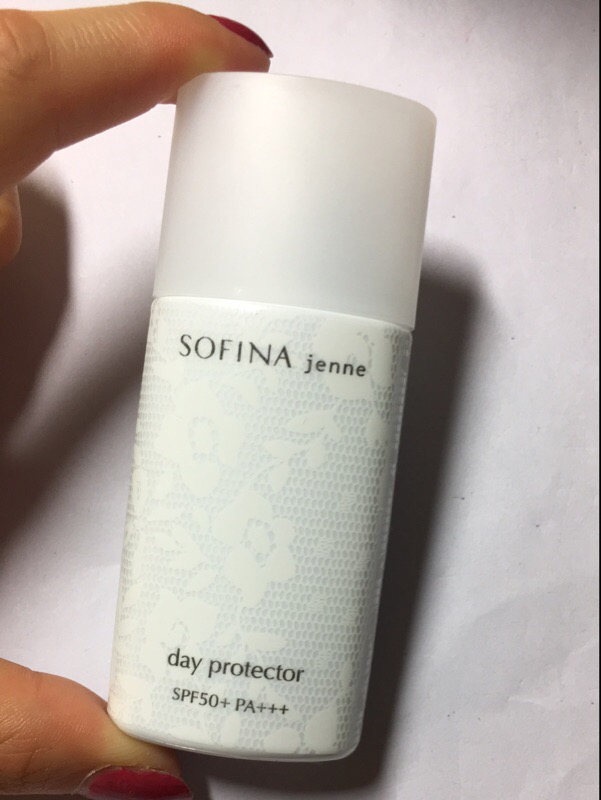 SOFINA jenne
day protector
SPF50+ PA+++